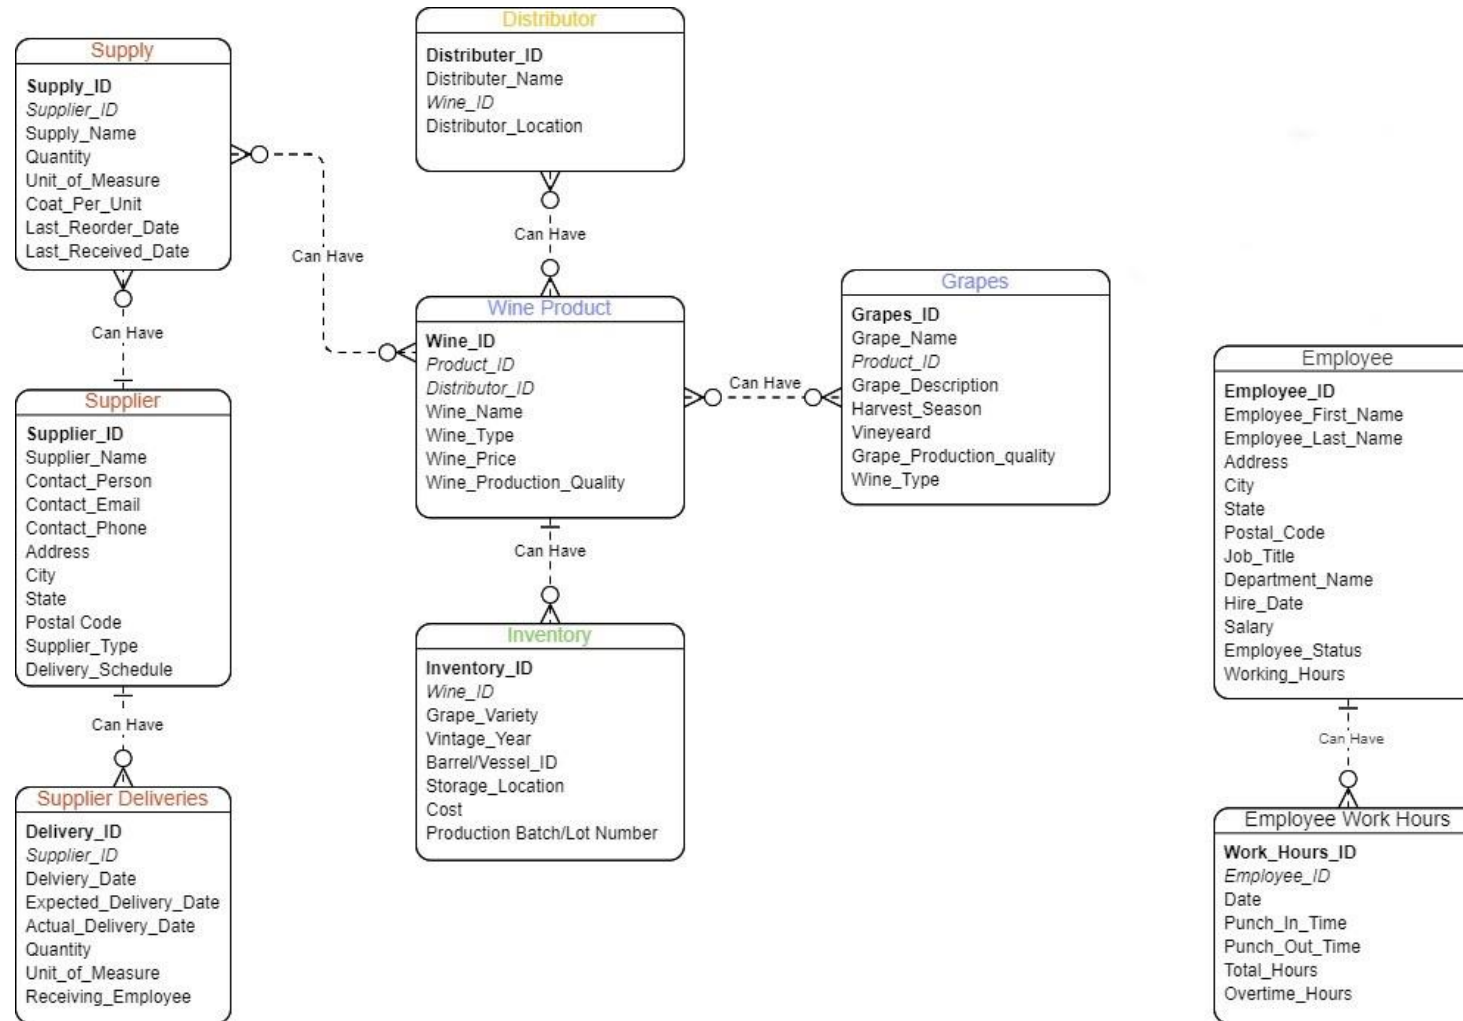 Supply
Supply_ID
Supplier_ID
Supply_Name
Quantity
Unit_of_Measure
Coat_Per_Unit
Last_Reorder_Date
Last_Received_Date
Can Have
Supplier
Supplier_ID
Supplier_Name
Contact_Person
Contact_Email
Contact_Phone
Address
City
State
Postal Code
Supplier_Type
Delivery_Schedule
Can Have
Supplier Deliveries
Delivery_ID
Supplier_ID
Delviery_Date
Expected_Delivery_Date
Actual_Delivery_Date
Quantity
Unit_of_Measure
Receiving_Employee
Can Have
Distributor
Distributer_ID
Distributer_Name
Wine_ID
Distributor_Location
Can Have
Wine Product
Wine_ID
Product_ID
Distributor_ID
Wine_Name
Wine_Type
Wine_Price
Wine_Production_Quality
Can Have
Inventory
Inventory_ID
Wine_ID
Grape_Variety
Vintage_Year
Barrel/Vessel_ID
Storage_Location
Cost
Production Batch/Lot Number
Can Have
Grapes
Grapes_ID
Grape_Name
Product_ID
Grape_Description
Harvest_Season
Vineyeard
Grape_Production_quality
Wine_Type
Employee
Employee_ID
Employee_First_Name
Employee_Last_Name
Address
City
State
Postal_Code
Job_Title
Department_Name
Hire_Date
Salary
Employee_Status
Working_Hours
Can Have
Employee Work Hours
Work_Hours_ID
Employee_ID
Date
Punch_In_Time
Punch_Out_Time
Total_Hours
Overtime_Hours